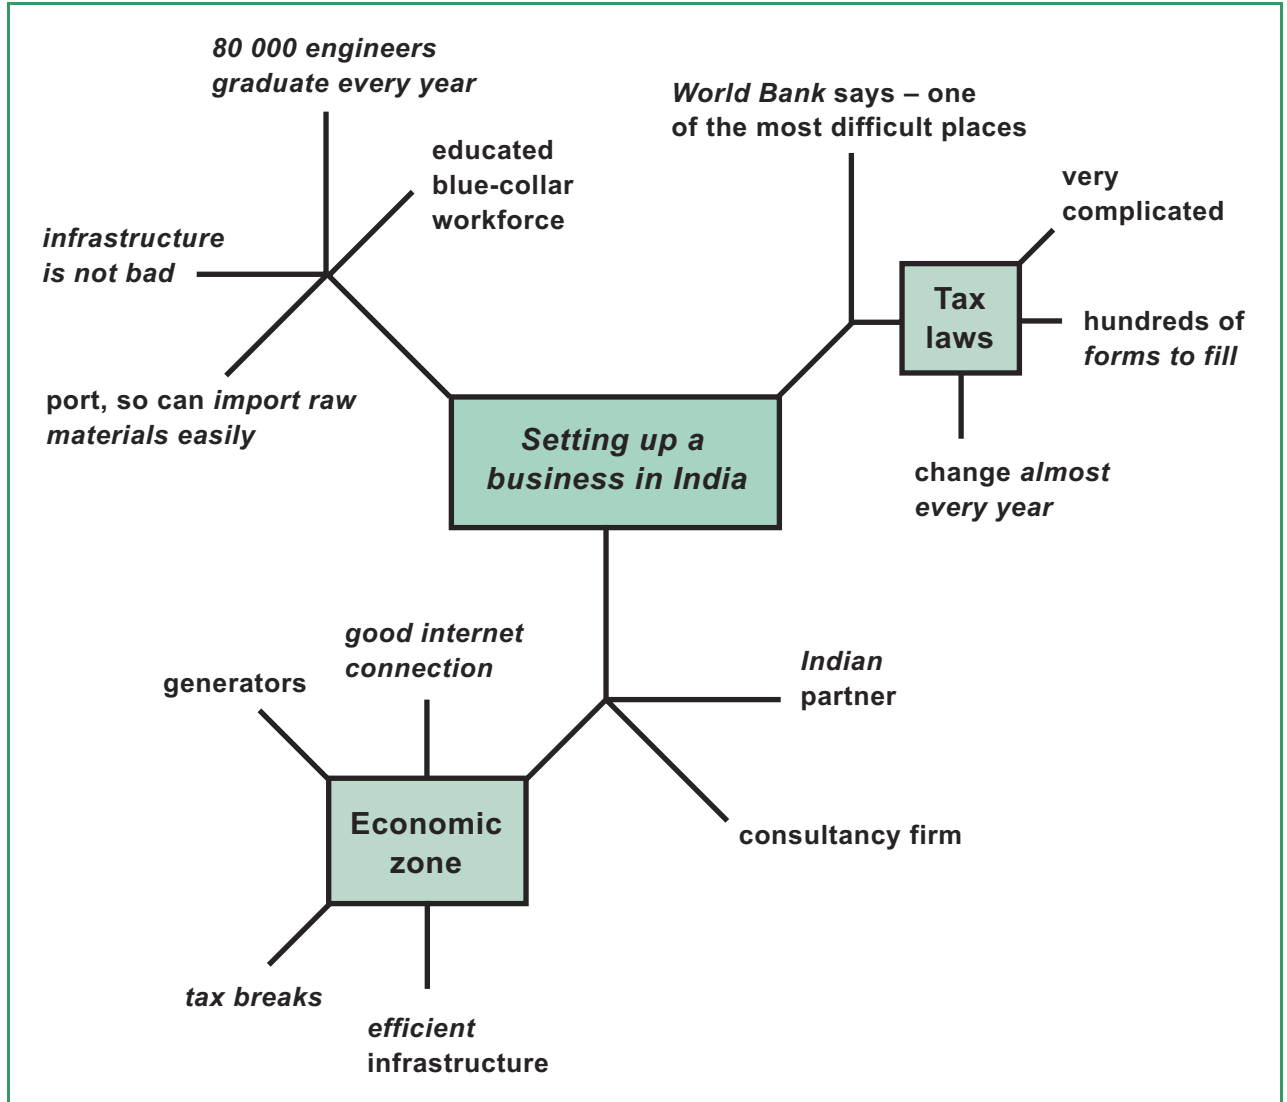 80 000 engineers
graduate every year
World Bank says – one
of the most difficult places
educated
blue-collar
workforce
very
complicated
infrastructure
is not bad
Tax
laws
hundreds of
forms to fill
port, so can import raw
materials easily
Setting up a
business in India
change almost
every year
good internet
connection
generators
Indian
partner
Economic
zone
consultancy firm
tax breaks
efficient
infrastructure